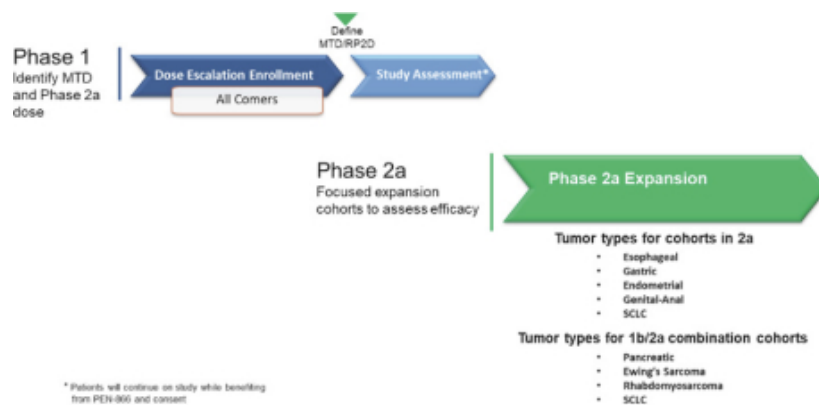 Define
MTD/RP2D
Phase 1
Identify MTD
and Phase 2a
dose
Dose Escalation Enrollment
All Comers
Study Assessment*
Phase 2a
Focused expansion
cohorts to assess efficacy
Phase 2a Expansion
Tumor types for cohorts in 2a
• Esophageal
• Gastric
• Endometrial
• Genital-Anal
• SCLC
Tumor types for 1b/2a combination cohorts
• Pancreatic
• Ewing's Sarcoma
• Rhabdomyosarcoma
• SCLC
* Patients will continue on study while benefiting
from PEN-866 and consent